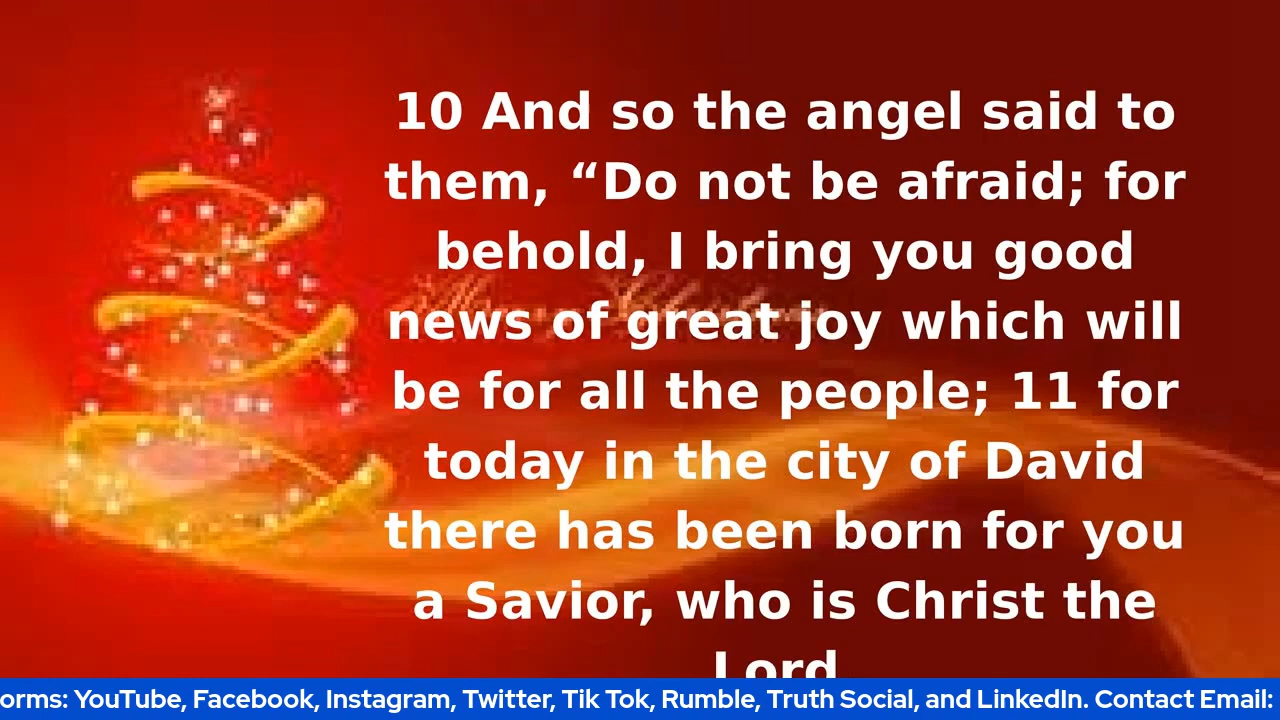 10 And so the angel said to
them, “Do not be afraid; for
behold, I bring you good
Merry Christmas
news of great joy which will
be for all the people; 11 for
today in the city of David
there has been born for you
a Savior, who is Christ the
Lord
orms: YouTube, Facebook, Instagram, Twitter, Tik Tok, Rumble, Truth Social, and LinkedIn. Contact Email: